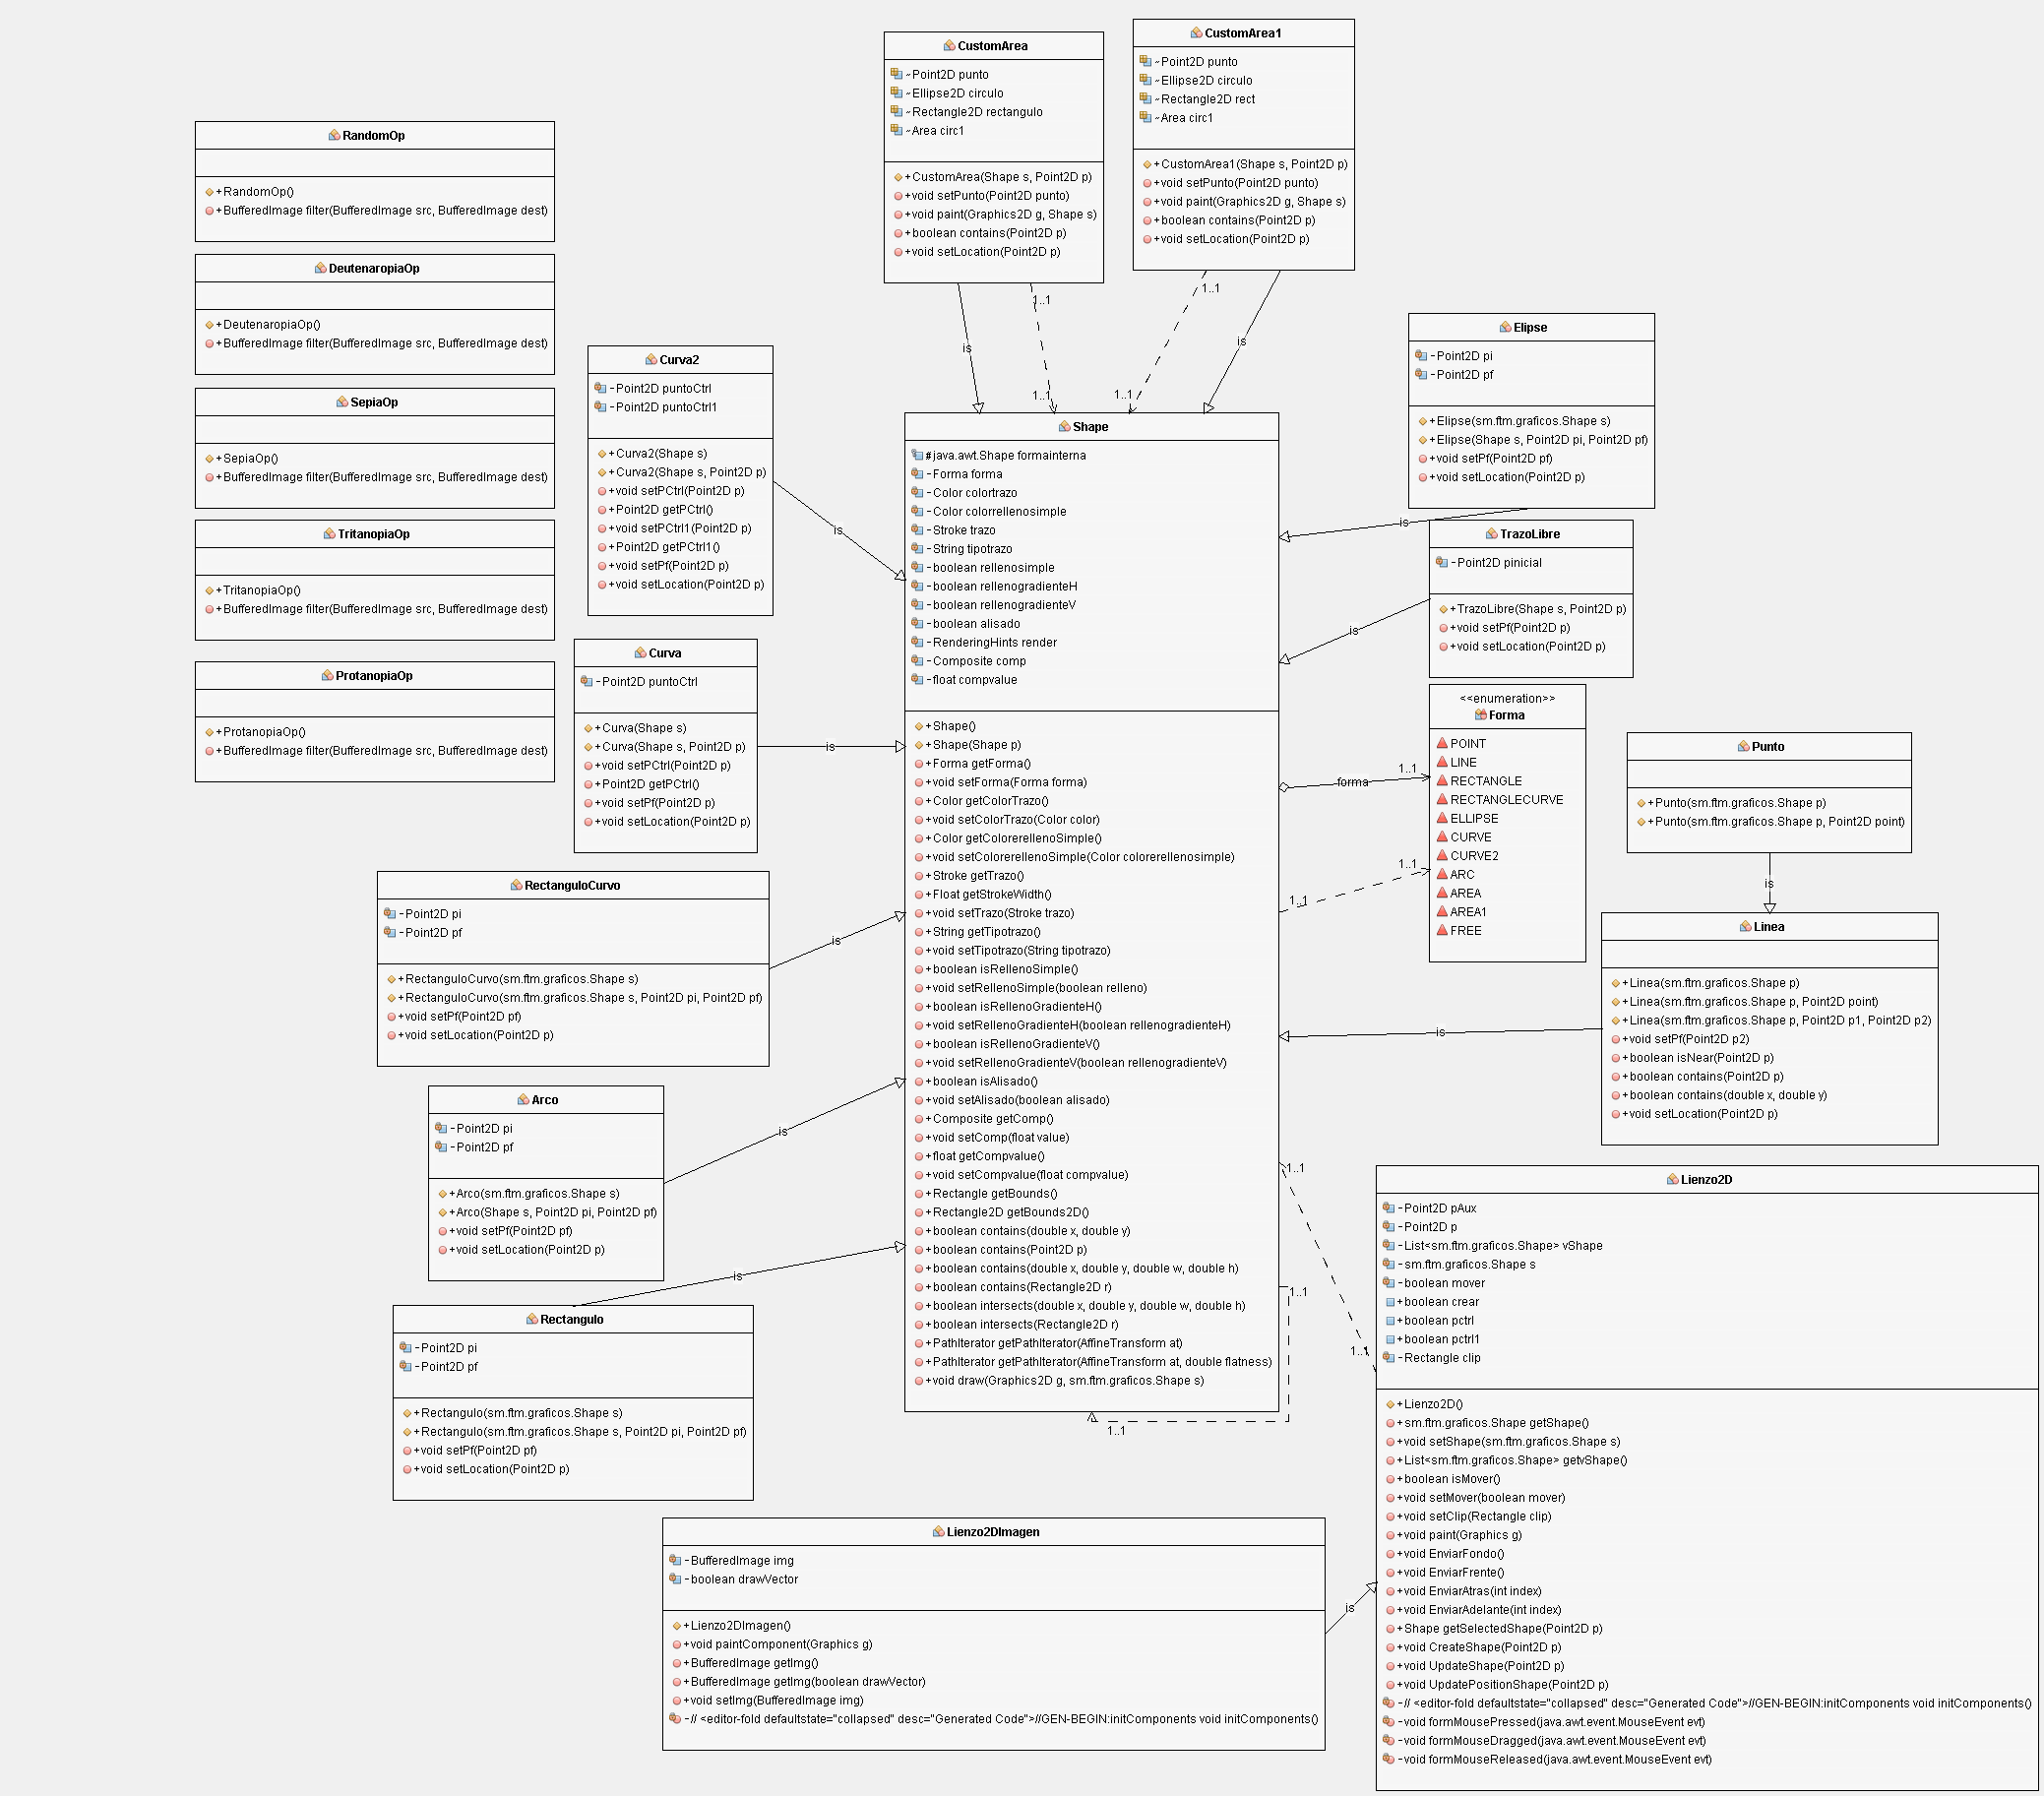 CustomArea
~Point2D punto
~Ellipse2D circulo
~Rectangle2D rectangulo
~Area circ1
+CustomArea(Shape s, Point2D p)
+void setPunto(Point2D punto)
+void paint(Graphics2D g, Shape s)
+boolean contains(Point2D p)
+void setLocation(Point2D p)
CustomArea1
~Point2D punto
~Ellipse2D circulo
~Rectangle2D rect
~Area circ1
+CustomArea1(Shape s, Point2D p)
+void setPunto(Point2D punto)
+void paint(Graphics2D g, Shape s)
+boolean contains(Point2D p)
+void setLocation(Point2D p)
RandomOp
+RandomOp()
+BufferedImage filter(BufferedImage src, BufferedImage dest)
DeutenaropiaOp
+DeutenaropiaOp()
+BufferedImage filter(BufferedImage src, BufferedImage dest)
SepiaOp
+SepiaOp()
+BufferedImage filter(BufferedImage src, BufferedImage dest)
TritanopiaOp
+TritanopiaOp()
+BufferedImage filter(BufferedImage src, BufferedImage dest)
ProtanopiaOp
+ProtanopiaOp()
+BufferedImage filter(BufferedImage src, BufferedImage dest)
is
1..1
1..1
1..1
1..1
is
Curva2
-Point2D puntoCtrl
-Point2D puntoCtrl1
+Curva2(Shape s)
+Curva2(Shape s, Point2D p)
+void setPCtrl(Point2D p)
+Point2D getPCtrl()
+void setPCtrl1(Point2D p)
+Point2D getPCtrl1()
+void setPf(Point2D p)
+void setLocation(Point2D p)
is
Curva
-Point2D puntoCtrl
+Curva(Shape s)
+Curva(Shape s, Point2D p)
+void setPCtrl(Point2D p)
+Point2D getPCtrl()
+void setPf(Point2D p)
+void setLocation(Point2D p)
is
RectanguloCurvo
-Point2D pi
-Point2D pf
+RectanguloCurvo(sm.ftm.graficos.Shape s)
+RectanguloCurvo(sm.ftm.graficos.Shape s, Point2D pi, Point2D pf)
+void setPf(Point2D pf)
+void setLocation(Point2D p)
is
Arco
-Point2D pi
-Point2D pf
+Arco(sm.ftm.graficos.Shape s)
+Arco(Shape s, Point2D pi, Point2D pf)
+void setPf(Point2D pf)
+void setLocation(Point2D p)
is
Rectangulo
-Point2D pi
-Point2D pf
+Rectangulo(sm.ftm.graficos.Shape s)
+Rectangulo(sm.ftm.graficos.Shape s, Point2D pi, Point2D pf)
+void setPf(Point2D pf)
+void setLocation(Point2D p)
is
Shape
#java.awt.Shape formainterna
-Forma forma
-Color colortrazo
-Color colorrellenosimple
-Stroke trazo
-String tipotrazo
-boolean rellenosimple
-boolean rellenogradienteH
-boolean rellenogradienteV
-boolean alisado
-RenderingHints render
-Composite comp
-float compvalue
+Shape()
+Shape(Shape p)
+Forma getForma()
+void setForma(Forma forma)
+Color getColorTrazo()
+void setColorTrazo(Color color)
+Color getColorerellenoSimple()
+void setColorerellenoSimple(Color colorerellenosimple)
+Stroke getTrazo()
+Float getStrokeWidth()
+void setTrazo(Stroke trazo)
+String getTipotrazo()
+void setTipotrazo(String tipotrazo)
+boolean isRellenoSimple()
+void setRellenoSimple(boolean relleno)
+boolean isRellenoGradienteH()
+void setRellenoGradienteH(boolean rellenogradienteH)
+boolean isRellenoGradienteV()
+void setRellenoGradienteV(boolean rellenogradienteV)
+boolean isAlisado()
+void setAlisado(boolean alisado)
+Composite getComp()
+void setComp(float value)
+float getCompvalue()
+void setCompvalue(float compvalue)
+Rectangle getBounds()
+Rectangle2D getBounds2D()
+boolean contains(double x, double y)
+boolean contains(Point2D p)
+boolean contains(double x, double y, double w, double h)
+boolean contains(Rectangle2D r)
+boolean intersects(double x, double y, double w, double h)
+boolean intersects(Rectangle2D r)
+PathIterator getPathIterator(AffineTransform at)
+PathIterator getPathIterator(AffineTransform at, double flatness)
+void draw(Graphics2D g, sm.ftm.graficos.Shape s)
Elipse
-Point2D pi
-Point2D pf
+Elipse(sm.ftm.graficos.Shape s)
+Elipse(Shape s, Point2D pi, Point2D pf)
+void setPf(Point2D pf)
+void setLocation(Point2D p)
is
TrazoLibre
-Point2D pinicial
+TrazoLibre(Shape s, Point2D p)
+void setPf(Point2D p)
+void setLocation(Point2D p)
is
<<enumeration>>
Forma
POINT
LINE
RECTANGLE
RECTANGLECURVE
ELLIPSE
CURVE
CURVE2
ARC
AREA
AREA1
FREE
forma
1..1
1..1
1..1
Punto
+Punto(sm.ftm.graficos.Shape p)
+Punto(sm.ftm.graficos.Shape p, Point2D point)
is
Linea
+Linea(sm.ftm.graficos.Shape p)
+Linea(sm.ftm.graficos.Shape p, Point2D point)
+Linea(sm.ftm.graficos.Shape p, Point2D p1, Point2D p2)
+void setPf(Point2D p2)
+boolean isNear(Point2D p)
+boolean contains(Point2D p)
+boolean contains(double x, double y)
+void setLocation(Point2D p)
is
1..1
1..1
1..1
1..1
Lienzo2D
-Point2D pAux
-Point2D p
-List<sm.ftm.graficos.Shape> vShape
-sm.ftm.graficos.Shape s
-boolean mover
+boolean crear
+boolean pctrl
+boolean pctrl1
-Rectangle clip
+Lienzo2D()
+sm.ftm.graficos.Shape getShape()
+void setShape(sm.ftm.graficos.Shape s)
+List<sm.ftm.graficos.Shape> getvShape()
+boolean isMover()
+void setMover(boolean mover)
+void setClip(Rectangle clip)
+void paint(Graphics g)
+void EnviarFondo()
+void EnviarFrente()
+void EnviarAtras(int index)
+void EnviarAdelante(int index)
+Shape getSelectedShape(Point2D p)
+void CreateShape(Point2D p)
+void UpdateShape(Point2D p)
+void UpdatePositionShape(Point2D p)
-// <editor-fold defaultstate="collapsed" desc="Generated Code">//GEN-BEGIN:initComponents void initComponents()
-void formMousePressed(java.awt.event.MouseEvent evt)
-void formMouseDragged(java.awt.event.MouseEvent evt)
-void formMouseReleased(java.awt.event.MouseEvent evt)
Lienzo2DImagen
-BufferedImage img
-boolean drawVector
+Lienzo2DImagen()
+void paintComponent(Graphics g)
+BufferedImage getImg()
+BufferedImage getImg(boolean drawVector)
+void setImg(BufferedImage img)
-// <editor-fold defaultstate="collapsed" desc="Generated Code">//GEN-BEGIN:initComponents void initComponents()
is